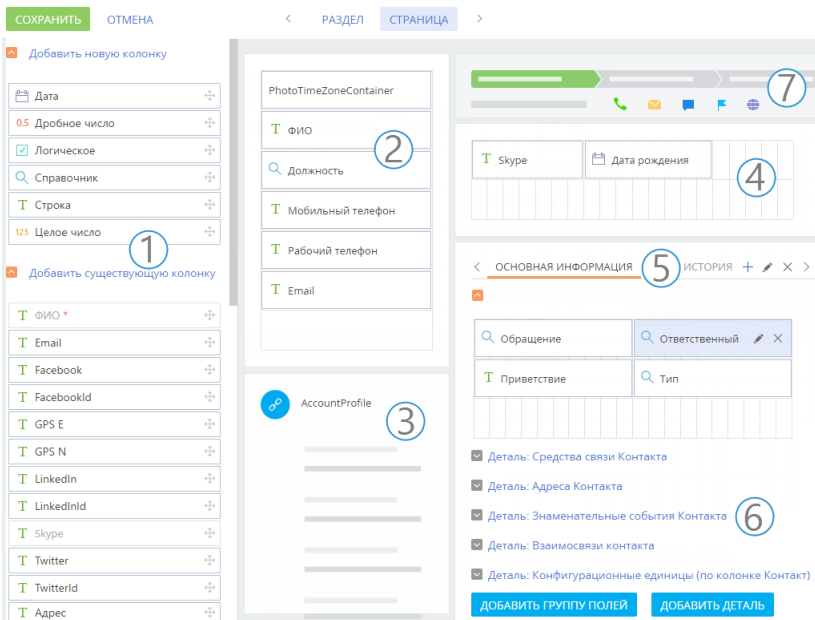 СОХРАНИТЬ ОТМЕНА РАЗДЕЛ СТРАНИЦА
Добавить новую колонку
Дата
0.5 Дробное число
Логическое
Справочник
T Строка
123 Целое число
1
Добавить существующую колонку
T ФИО *
T Email
T Facebook
T FacebookId
T GPS E
T GPS N
T LinkedIn
T LinkedInId
T Skype
T Twitter
T TwitterId
T Адрес
PhotoTimeZoneContainer
T ФИО
2
Должность
T Мобильный телефон
T Рабочий телефон
T Email
AccountProfile
3
7
T Skype Дата рождения
4
ОСНОВНАЯ ИНФОРМАЦИЯ 5 ИСТОРИЯ
Обращение Ответственный
T Приветствие Тип
Деталь: Средства связи Контакта
Деталь: Адреса Контакта
Деталь: Знаменательные события Контакта
6
Деталь: Взаимосвязи контакта
Деталь: Конфигурационные единицы (по колонке Контакт)
ДОБАВИТЬ ГРУППУ ПОЛЕЙ ДОБАВИТЬ ДЕТАЛЬ